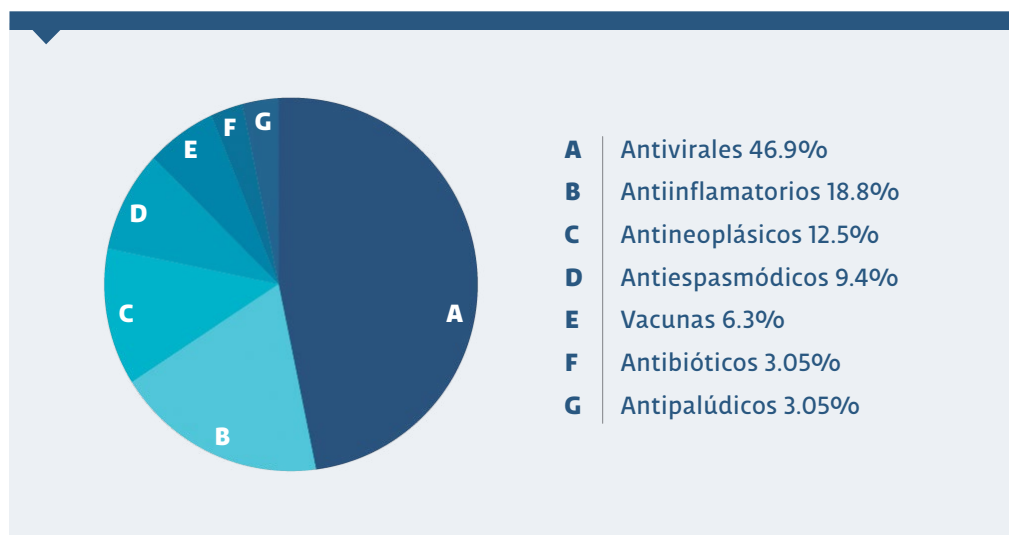 A Antivirales 46.9%
B Antiinflamatorios 18.8%
C Antineoplásicos 12.5%
D Antiespasmódicos 9.4%
E Vacunas 6.3%
F Antibióticos 3.05%
G Antipalúdicos 3.05%
G
F
E
D
C
A
B